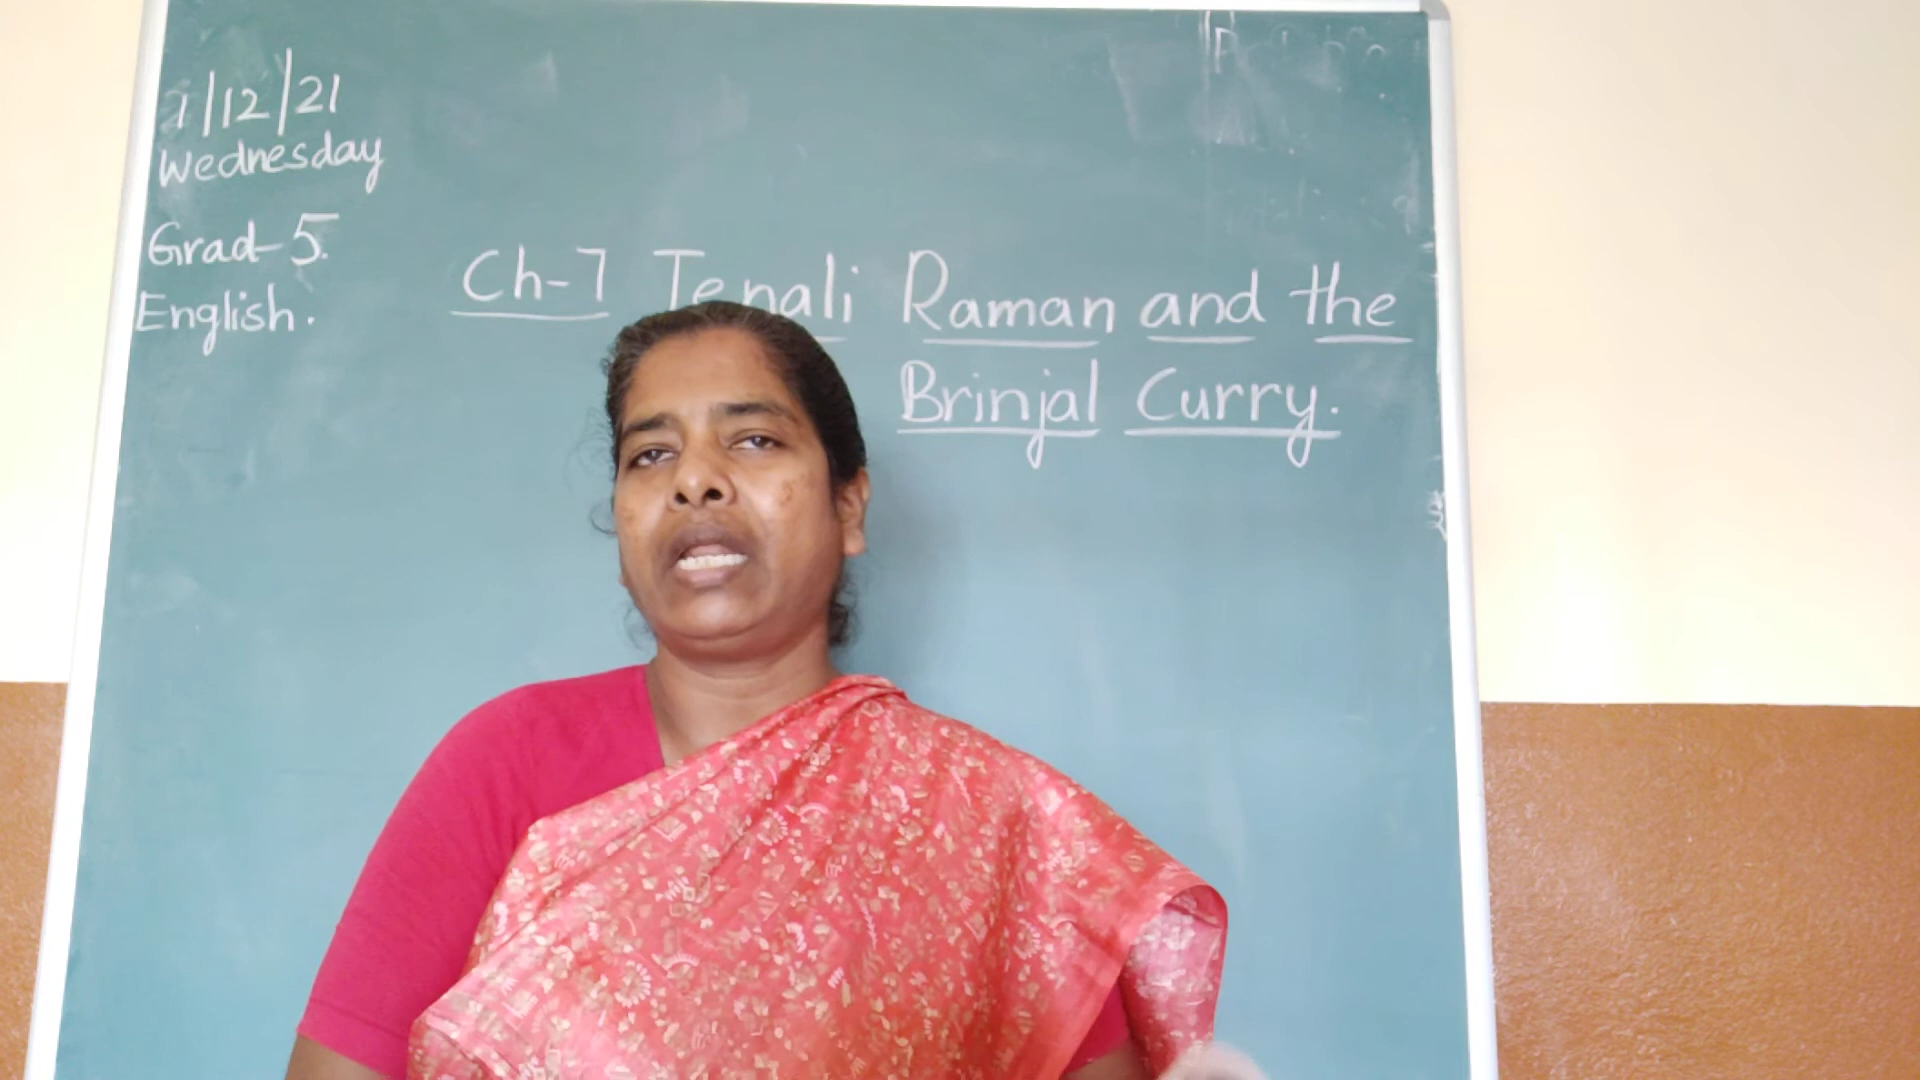 1/12/21
Wednesday
Grad-5.
English.
Ch-7 Tenali Raman and the
Brinjal Curry.